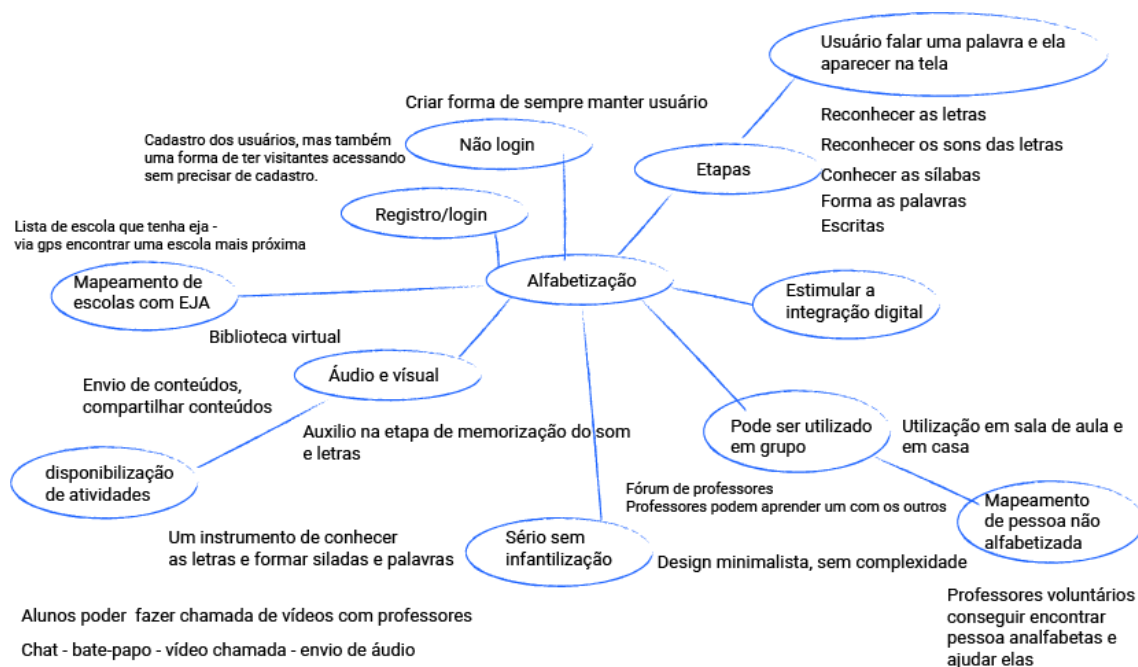 Usuário falar uma palavra e ela
aparecer na tela
Criar forma de sempre manter usuário
Reconhecer as letras
Cadastro dos usuários, mas também
uma forma de ter visitantes acessando
sem precisar de cadastro.
Não login
Reconhecer os sons das letras
Etapas
Conhecer as sílabas
Forma as palavras
Escritas
Registro/login
Lista de escola que tenha eja -
via gps encontrar uma escola mais próxima
Mapeamento de
escolas com EJA
Alfabetização
Estimular a
integração digital
Biblioteca virtual
Áudio e vísual
Envio de conteúdos,
compartilhar conteúdos
Auxilio na etapa de memorização do som
e letras
Pode ser utilizado
em grupo
Utilização em sala de aula e
em casa
disponibilização
de atividades
Fórum de professores
Professores podem aprender um com os outros
Mapeamento
de pessoa não
alfabetizada
Um instrumento de conhecer
as letras e formar siladas e palavras
Sério sem
infantilização
Design minimalista, sem complexidade
Professores voluntários
conseguir encontrar
pessoa analfabetas e
ajudar elas
Alunos poder fazer chamada de vídeos com professores
Chat - bate-papo - vídeo chamada - envio de áudio